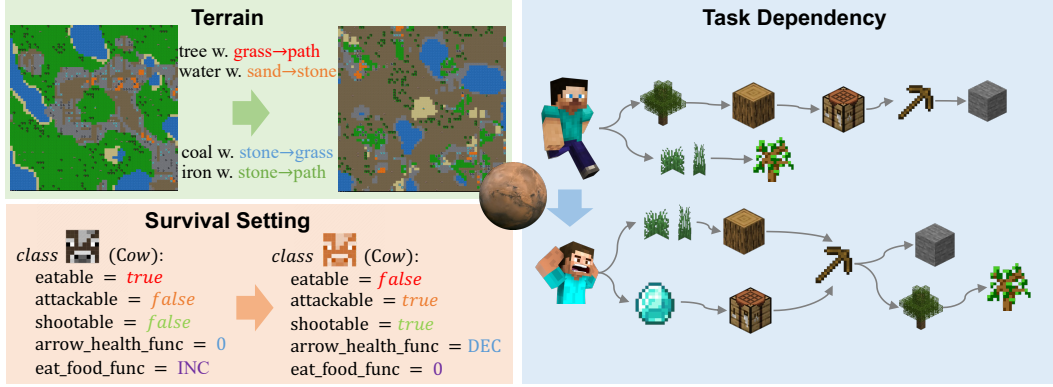 Terrain
tree w. grass→path
water w. sand→stone
coal w. stone→grass
iron w. stone→path
Survival Setting
class (Cow):
eatable = true
attackable = false
shootable = false
arrow_health_func = 0
eat_food_func = INC
class (Cow):
eatable = false
attackable = true
shootable = true
arrow_health_func = DEC
eat_food_func = 0
Task Dependency